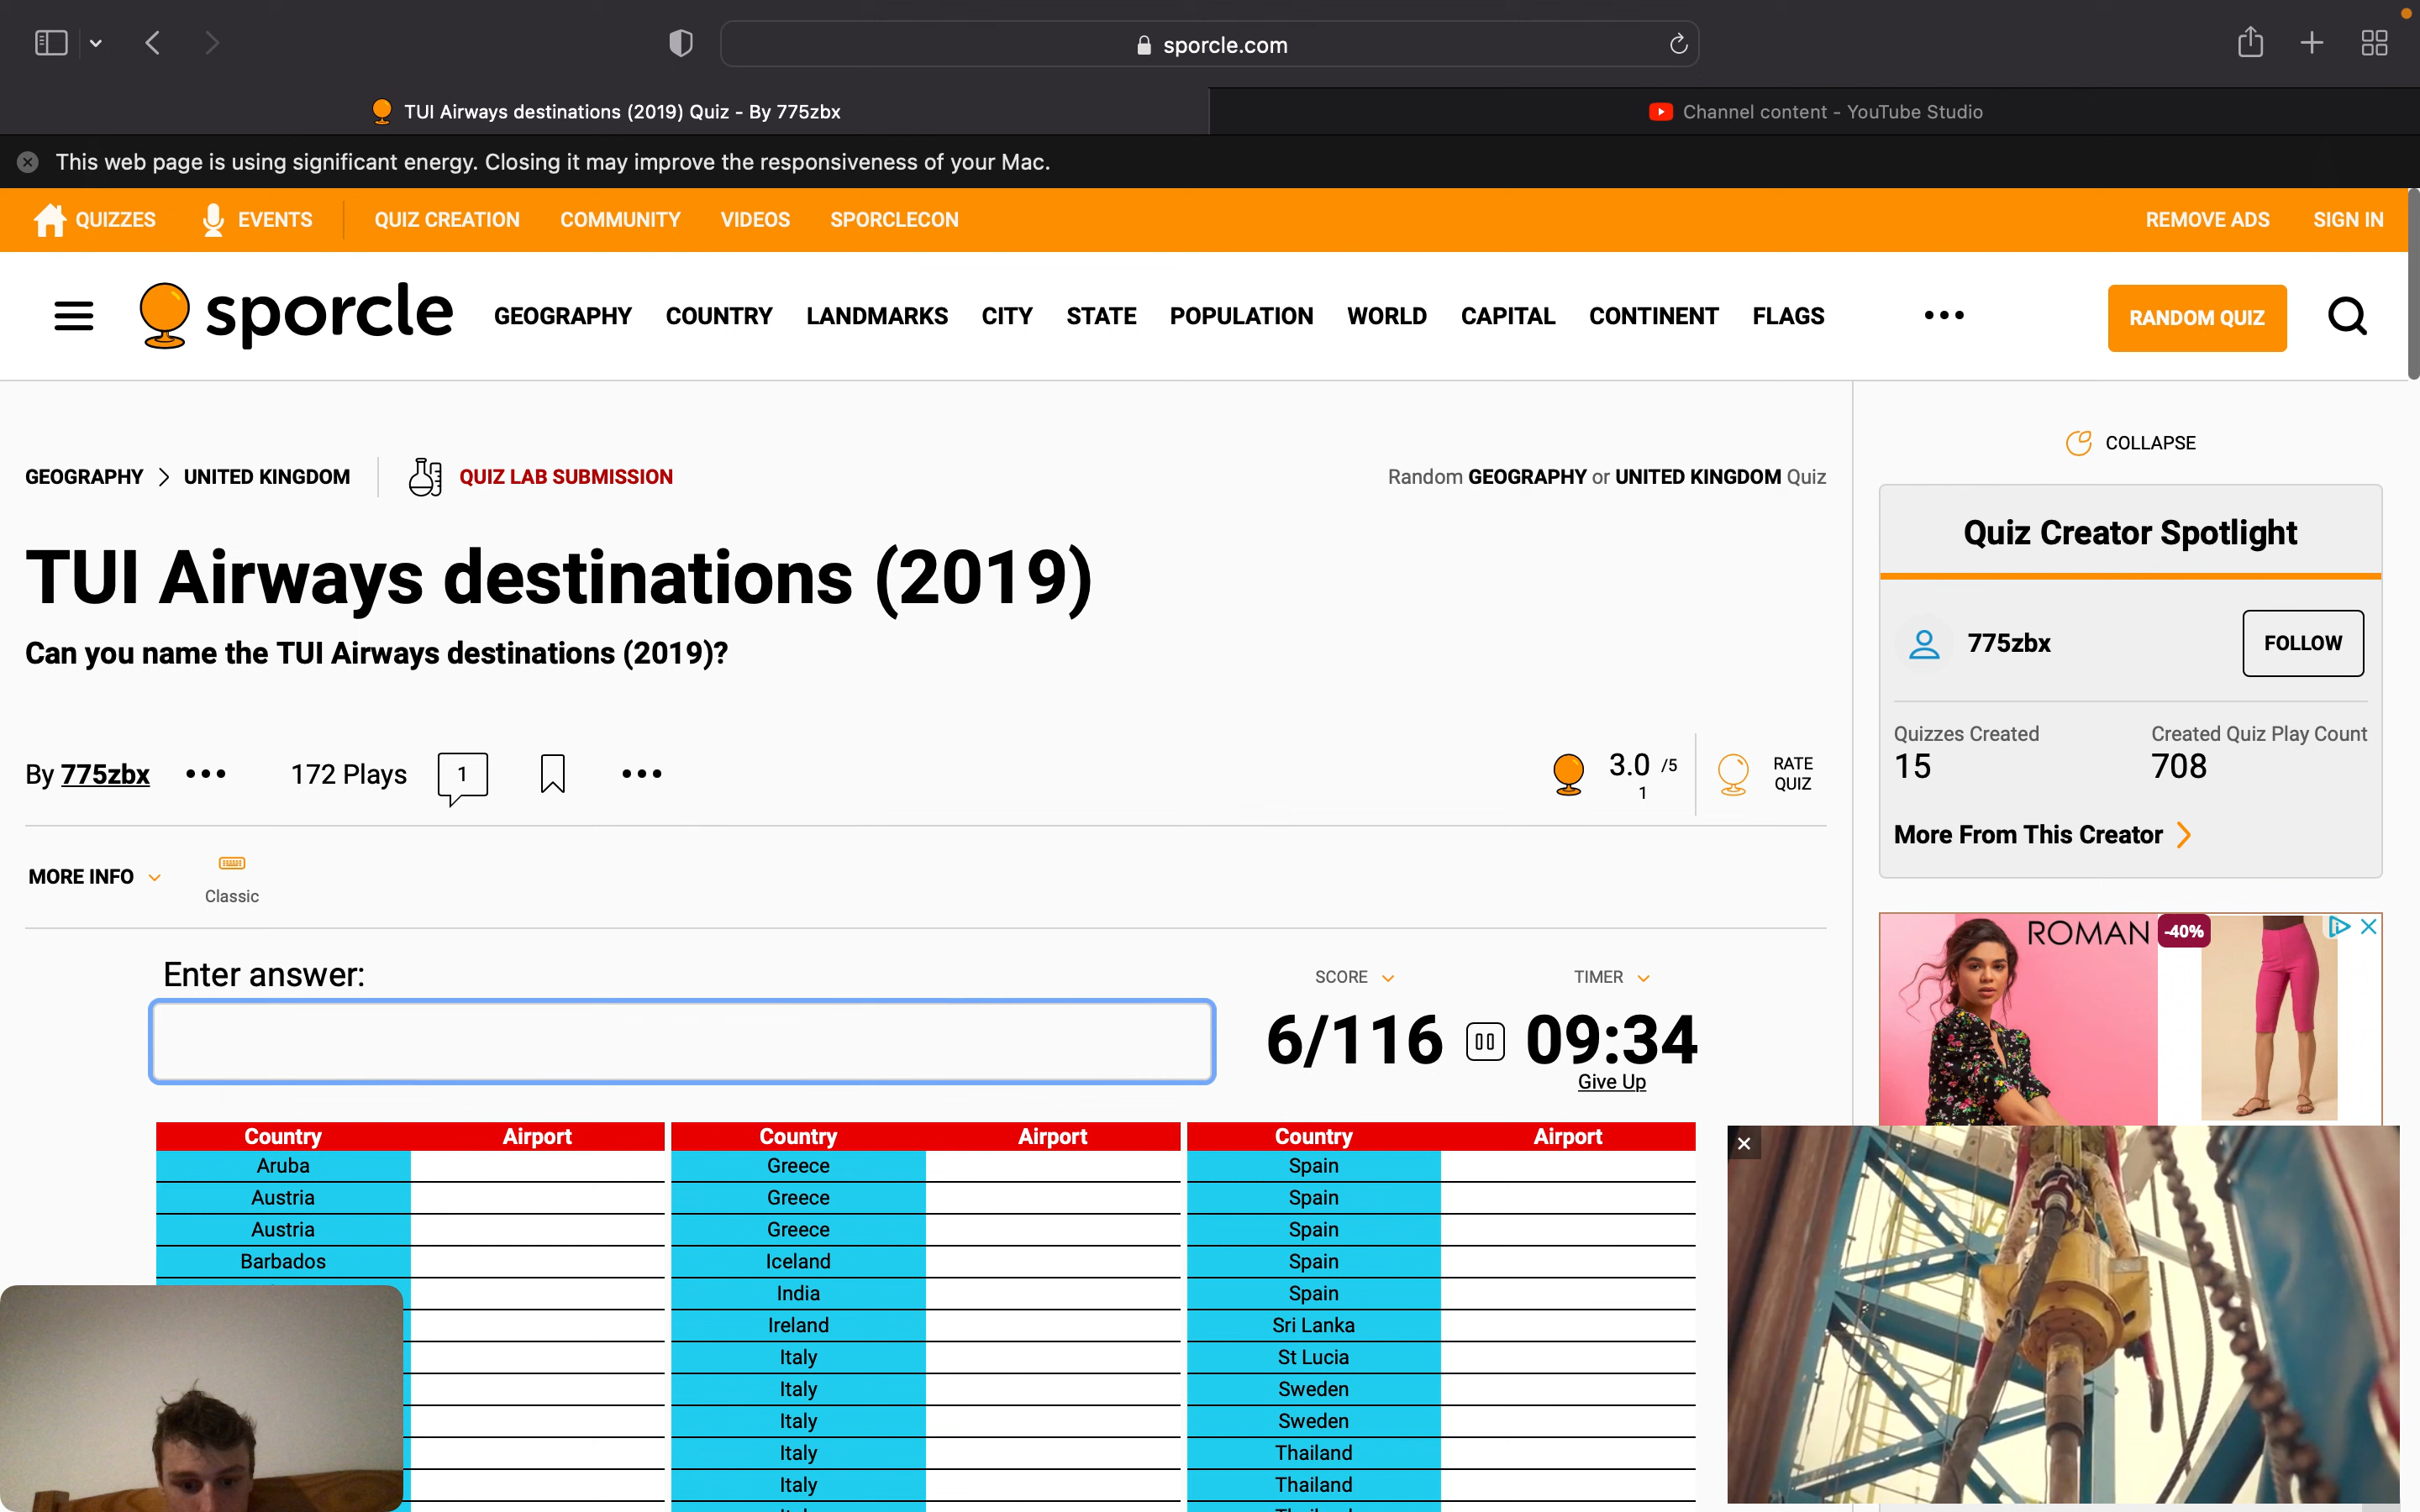 sporcle.com
TUI Airways destinations (2019) Quiz - By 775zbx
Channel content - YouTube Studio
This web page is using significant energy. Closing it may improve the responsiveness of your Mac.
QUIZZES EVENTS QUIZ CREATION COMMUNITY VIDEOS SPORCLECON REMOVE ADS SIGN IN
sporcle GEOGRAPHY COUNTRY LANDMARKS CITY STATE POPULATION WORLD CAPITAL CONTINENT FLAGS RANDOM QUIZ
COLLAPSE
GEOGRAPHY > UNITED KINGDOM QUIZ LAB SUBMISSION Random GEOGRAPHY or UNITED KINGDOM Quiz
Quiz Creator Spotlight
TUI Airways destinations (2019)
Can you name the TUI Airways destinations (2019)?
775zbx FOLLOW
Quizzes Created Created Quiz Play Count
15 708
By 775zbx 172 Plays 1 3.0 /5 1 RATE QUIZ
More From This Creator
MORE INFO Classic
ROMAN -40%
Enter answer: SCORE TIMER
6/116 09:34
Give Up
Country Airport Country Airport Country Airport
Aruba Greece Spain
Austria Greece Spain
Austria Greece Spain
Barbados Iceland Spain
India Spain
Ireland Sri Lanka
Italy St Lucia
Italy Sweden
Italy Sweden
Italy Thailand
Italy Thailand